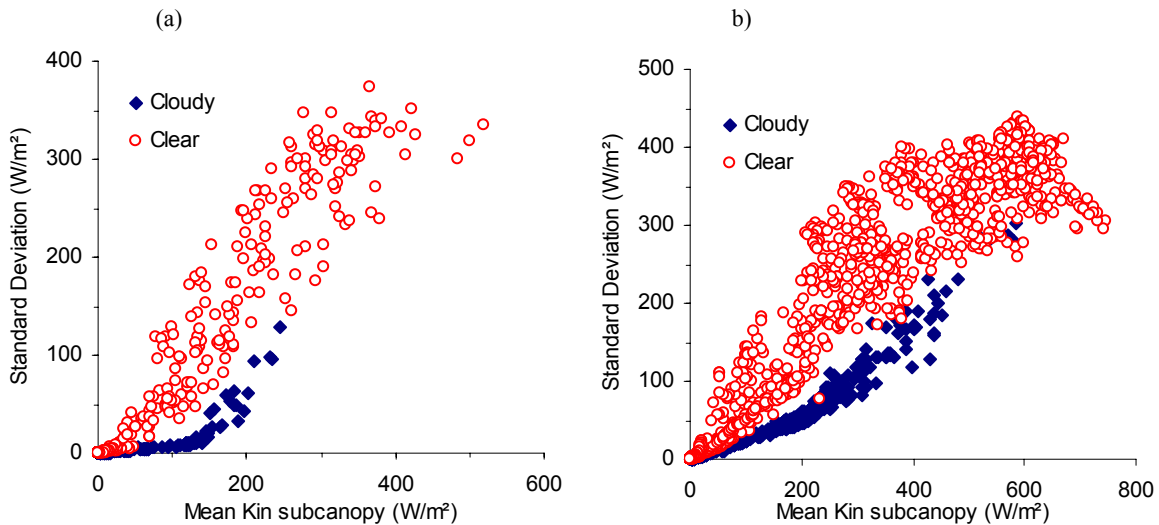 (a)
400
300
200
100
0
Standard Deviation (W/m²)
Cloudy
Clear
0 200 400 600
Mean Kin subcanopy (W/m²)
b)
500
400
300
200
100
0
Standard Deviation (W/m²)
Cloudy
Clear
0 200 400 600 800
Mean Kin subcanopy (W/m²)